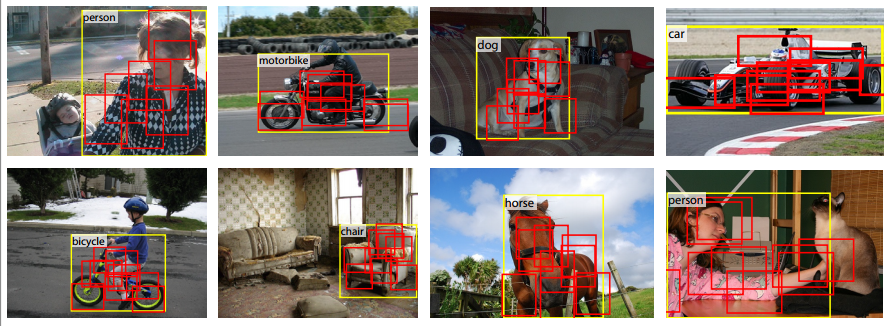 person
motorbike
dog
car
bicycle
chair
horse
person